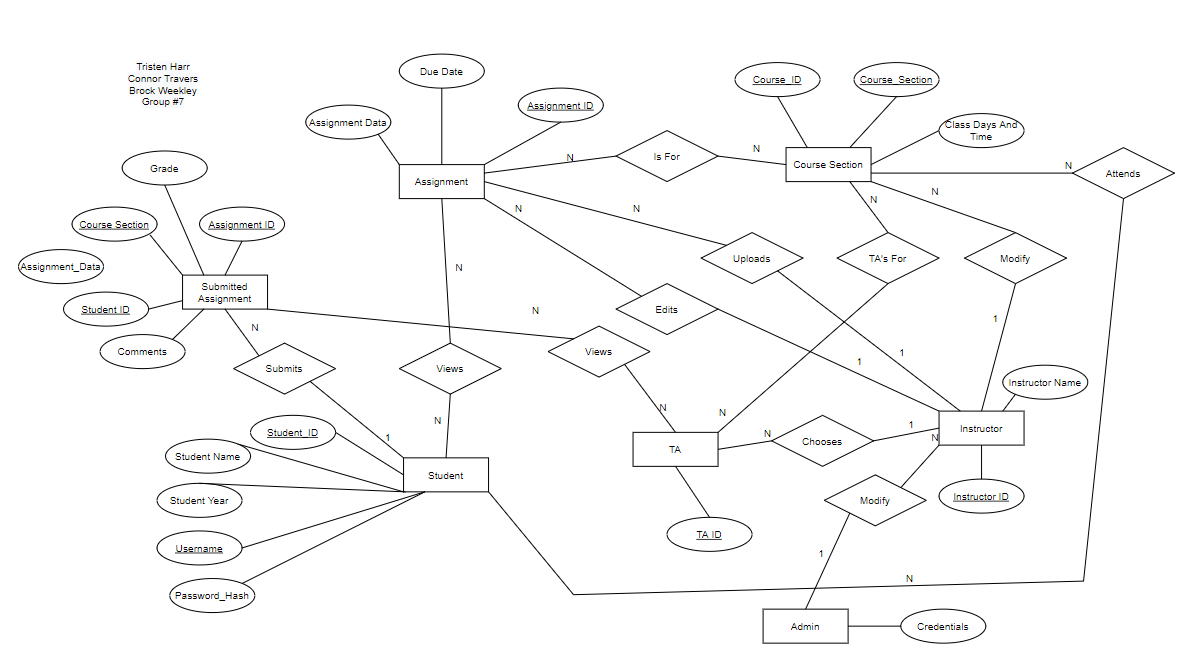 Tristen Harr
Connor Travers
Brock Weekley
Group #7
Due Date
Assignment Data
Assignment ID
Course_ID
Course_Section
Class Days And
Time
Is For
N
N
Assignment
Course Section
N
Attends
Grade
Course Section
Assignment ID
Assignment_Data
Submitted
Assignment
Student ID
Comments
N
N
N
N
Uploads
TA's For
Modify
N
Edits
N
1
1
1
N
Submits
Views
Views
N
1
N
N
Instructor Name
Student_ID
Student Name
Student Year
Username
Password_Hash
Student
TA
N
Chooses
1
N
Instructor
Modify
Instructor ID
TA ID
1
N
Admin
Credentials